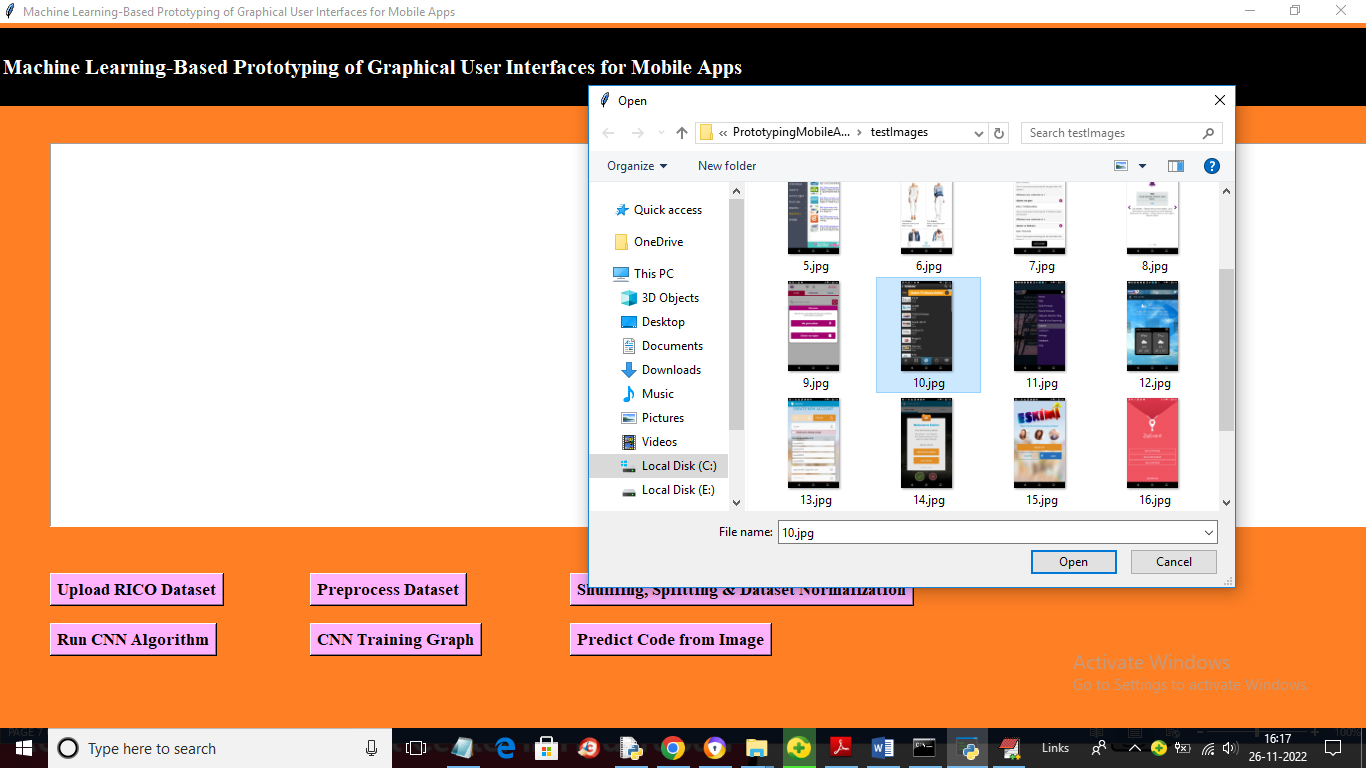 Machine Learning-Based Prototyping of Graphical User Interfaces for Mobile Apps
Machine Learning-Based Prototyping of Graphical User Interfaces for Mobile Apps
Open
« PrototypingMobileA... > testImages
Search testImages
Organize
New folder
Quick access
OneDrive
This PC
3D Objects
Desktop
Documents
Downloads
Music
Pictures
Videos
Local Disk (C:)
Local Disk (E:)
5.jpg 6.jpg 7.jpg 8.jpg
9.jpg 10.jpg 11.jpg 12.jpg
ESKIMI
13.jpg 14.jpg 15.jpg 16.jpg
File name: 10.jpg
Open Cancel
Upload RICO Dataset
Preprocess Dataset
Shuffling, Splitting & Dataset Normalization
Run CNN Algorithm
CNN Training Graph
Predict Code from Image
Activate Windows
Go to Settings to activate Windows.
PAGE 7
100%
Type here to search
Links
16:17
26-11-2022